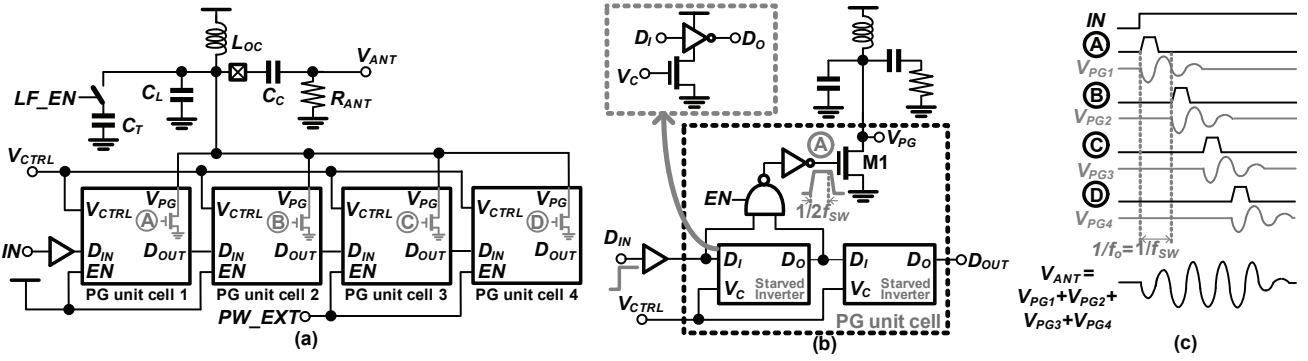 L_OC
V_ANT
C_C
R_ANT
C_L
LF_EN
C_T
V_CTRL
V_PG V_PG V_PG V_PG
V_CTRL V_CTRL V_CTRL V_CTRL
A B C D
IN
D_IN D_OUT D_IN D_OUT D_IN D_OUT D_IN D_OUT
EN EN EN EN
PG unit cell 1 PG unit cell 2 PG unit cell 3 PG unit cell 4
PW_EXT
(a)
(b)
D_I D_O
V_C
V_PG
A
M1
EN
1/2f_SW
D_IN
D_I D_O D_I D_O
D_OUT
Starved Inverter
Starved Inverter
V_C V_C
V_CTRL
PG unit cell
(c)
IN
A
V_PG1
B
V_PG2
C
V_PG3
D
V_PG4
1/f_o=1/f_SW
V_ANT =
V_PG1+V_PG2+
V_PG3+V_PG4